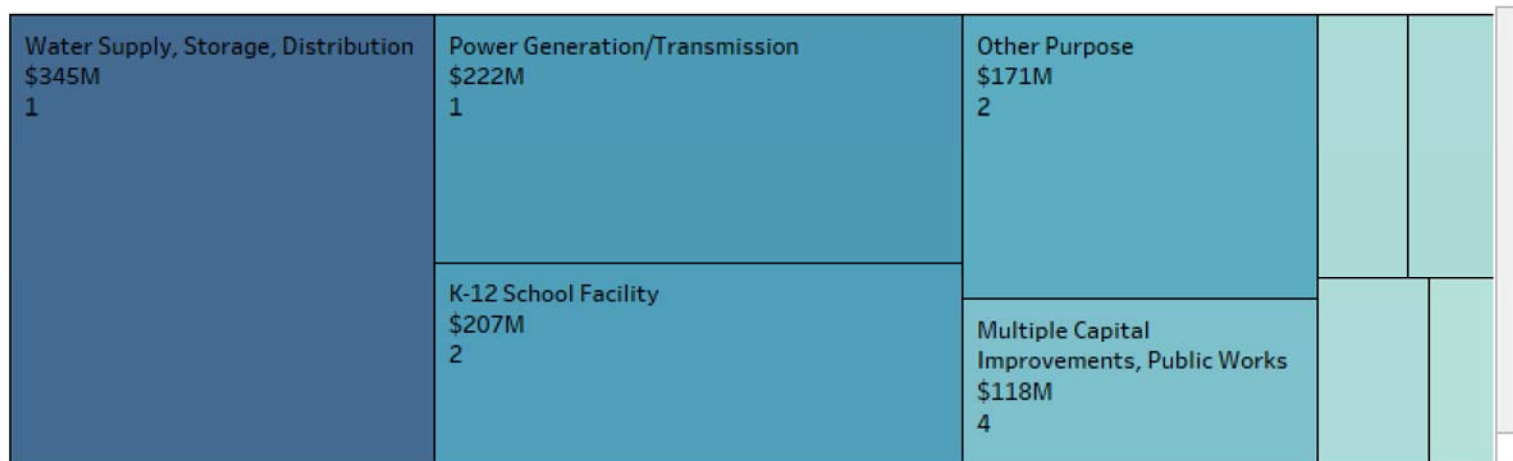 Water Supply, Storage, Distribution
$345M
1
Power Generation/Transmission
$222M
1
K-12 School Facility
$207M
2
Other Purpose
$171M
2
Multiple Capital
Improvements, Public Works
$118M
4